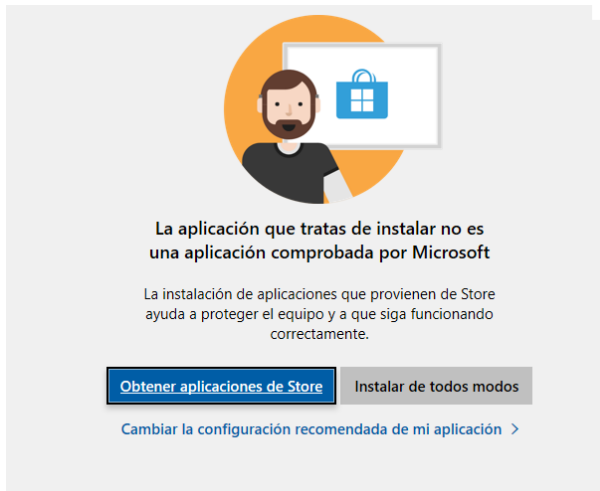 La aplicación que tratas de instalar no es
una aplicación comprobada por Microsoft
La instalación de aplicaciones que provienen de Store
ayuda a proteger el equipo y a que siga funcionando
correctamente.
Obtener aplicaciones de Store
Instalar de todos modos
Cambiar la configuración recomendada de mi aplicación >